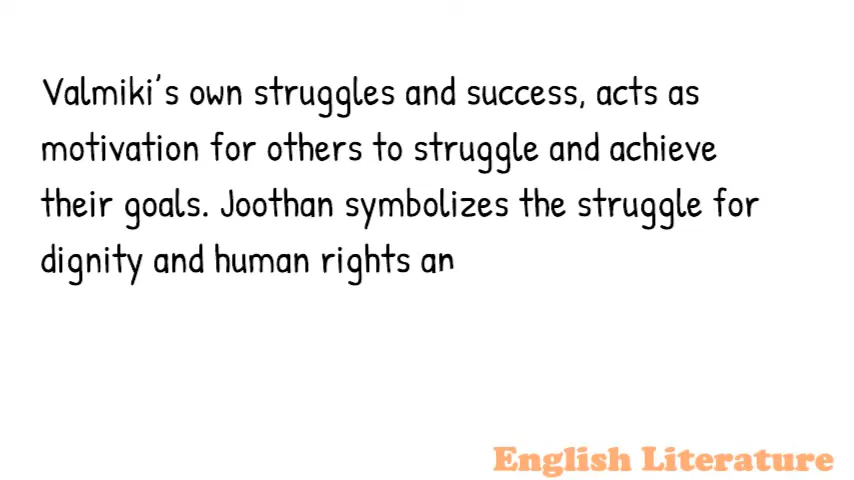 Valmiki's own struggles and success, acts as
motivation for others to struggle and achieve
their goals. Joothan symbolizes the struggle for
dignity and human rights an
English Literature